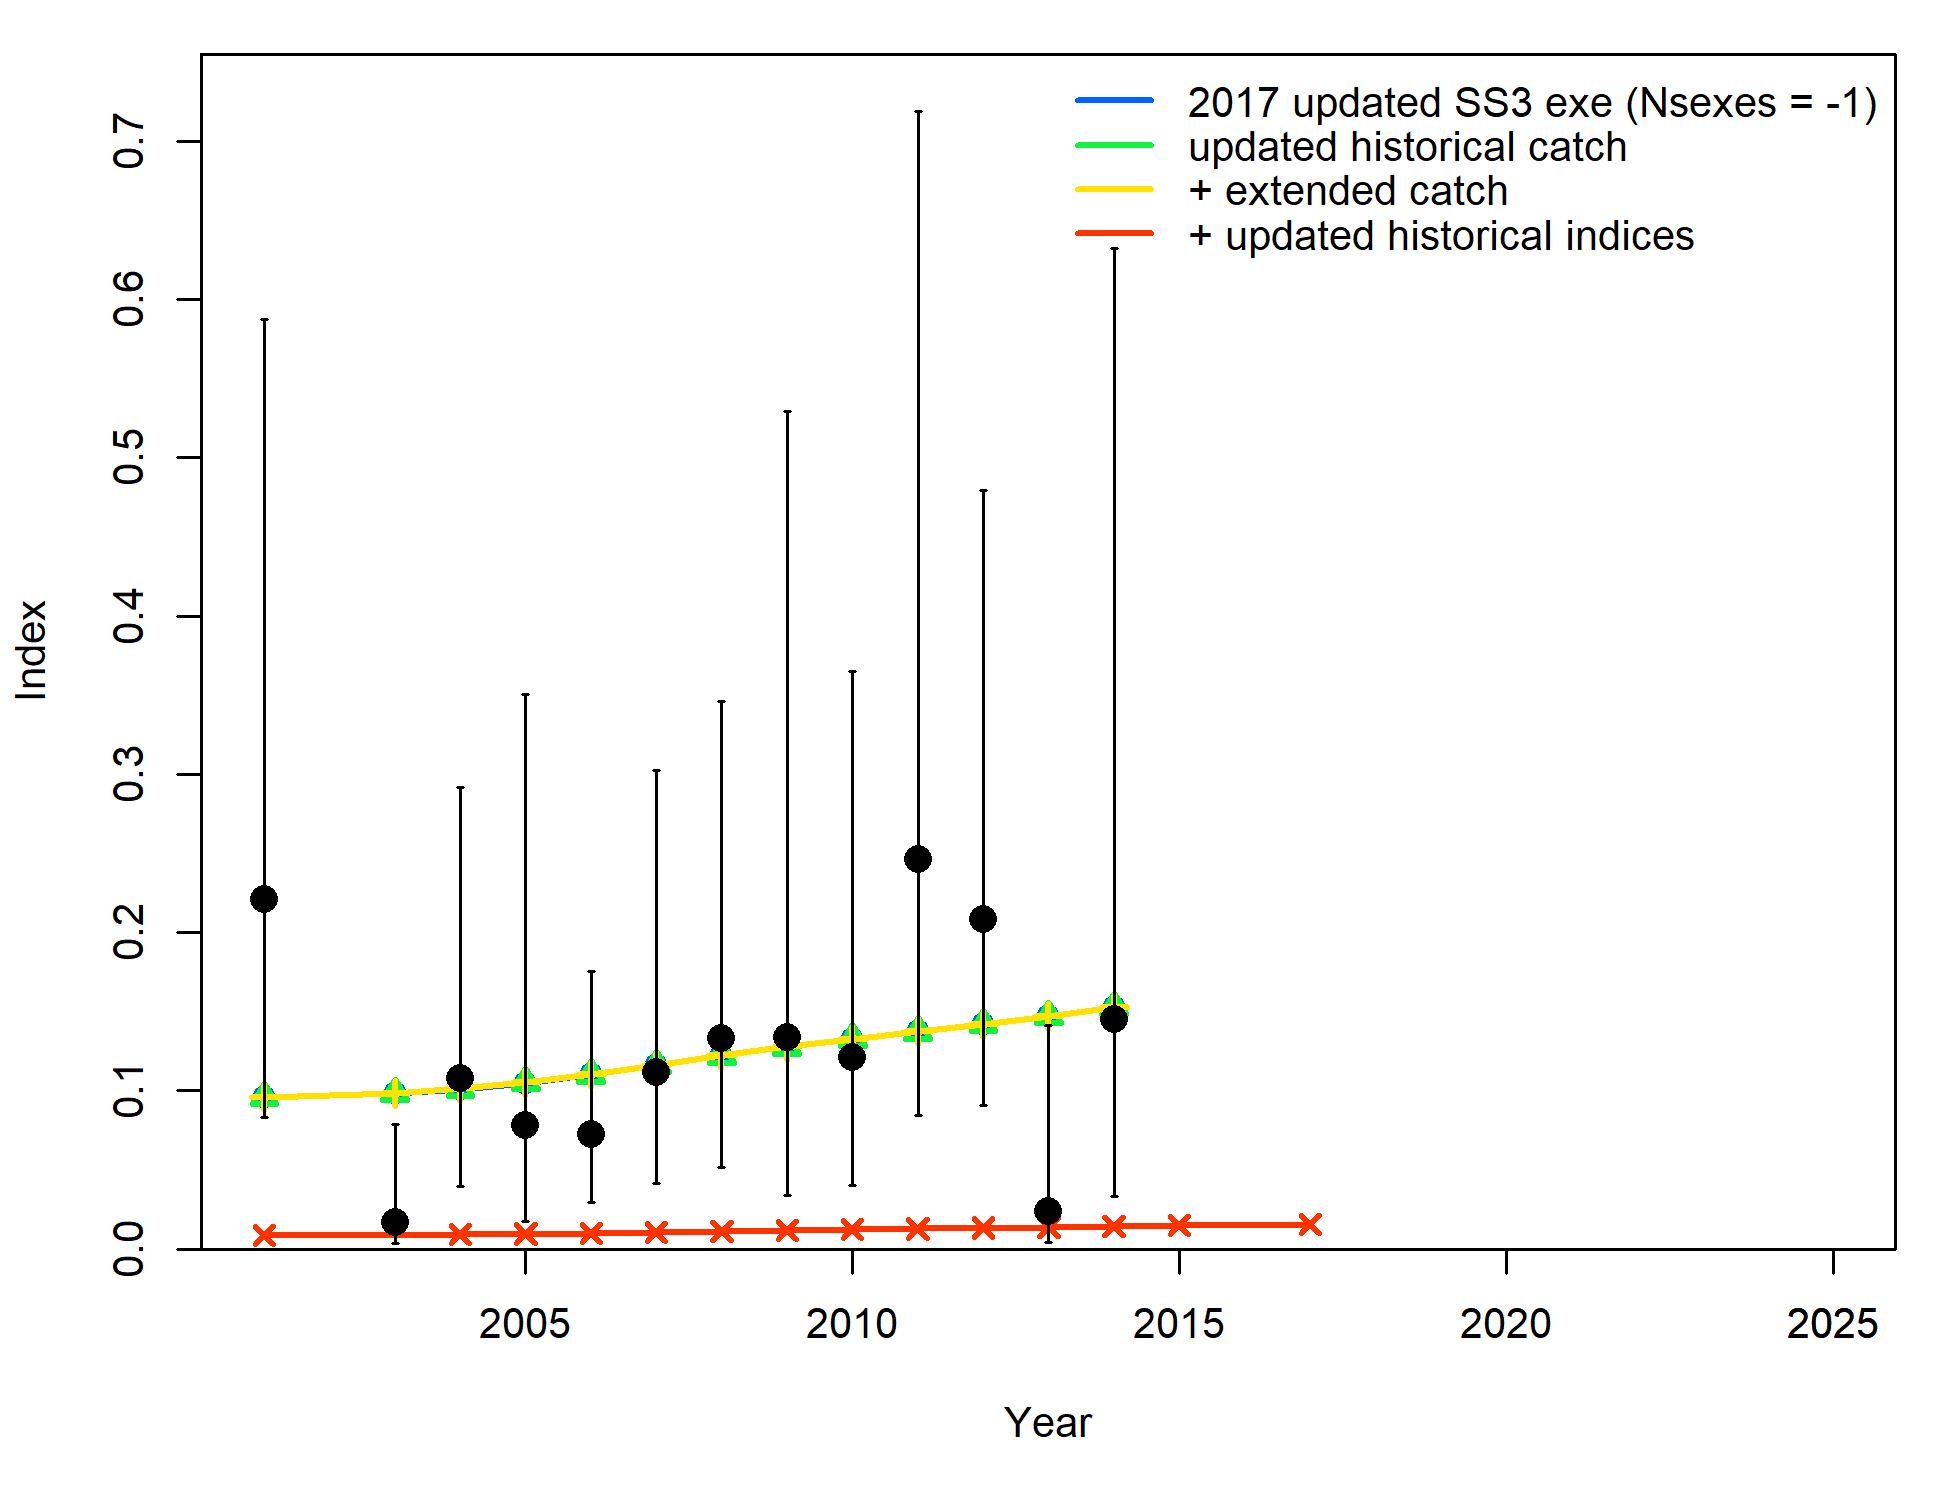 2017 updated SS3 exe (Nsexes = -1)
updated historical catch
+ extended catch
+ updated historical indices
0.7
0.6
0.5
0.4
0.3
0.2
0.1
0.0
Index
2005 2010 2015 2020 2025
Year